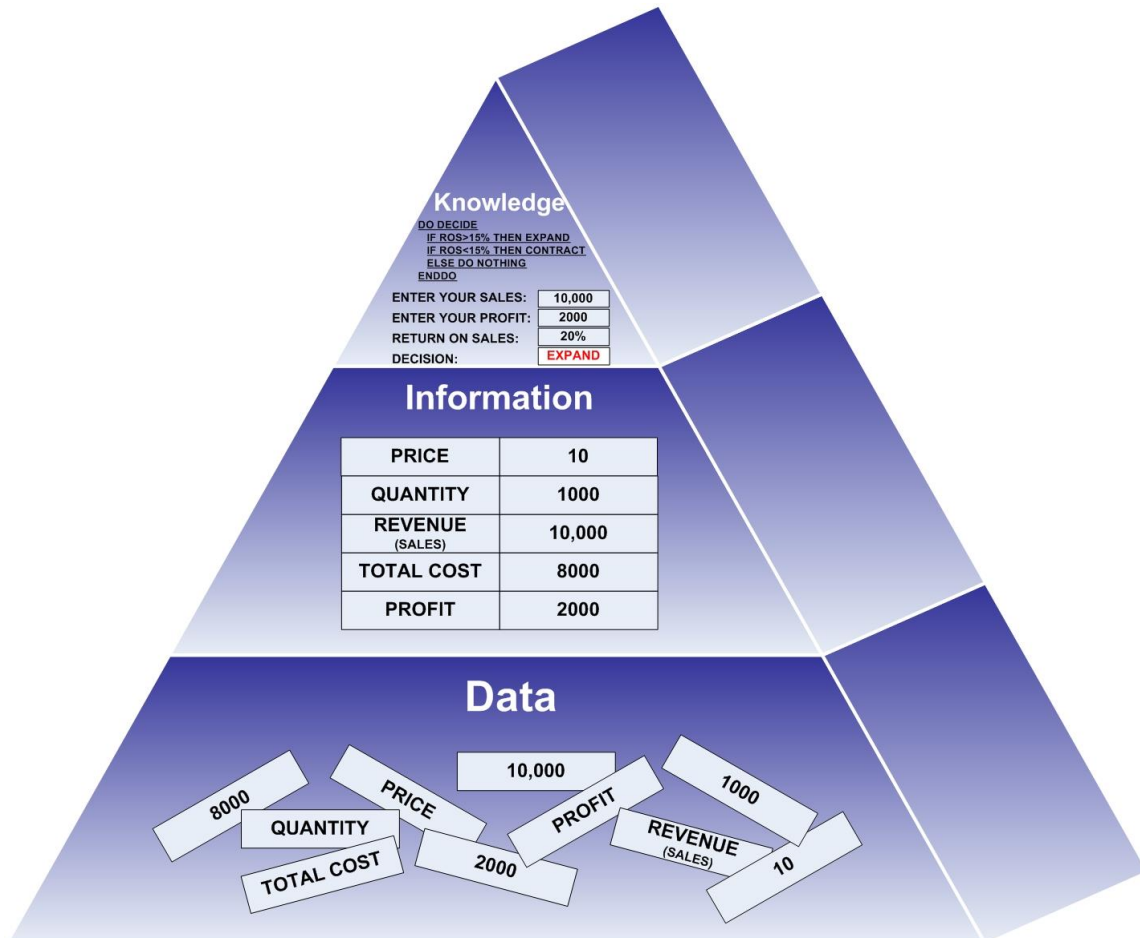 Knowledge
DO DECIDE
IF ROS>15% THEN EXPAND
IF ROS<15% THEN CONTRACT
ELSE DO NOTHING
ENDDO
ENTER YOUR SALES: 10,000
ENTER YOUR PROFIT: 2000
RETURN ON SALES: 20%
DECISION: EXPAND
Information
PRICE 10
QUANTITY 1000
REVENUE
(SALES) 10,000
TOTAL COST 8000
PROFIT 2000
Data
8000
PRICE
10,000
PROFIT
1000
QUANTITY
TOTAL COST
2000
REVENUE
(SALES)
10